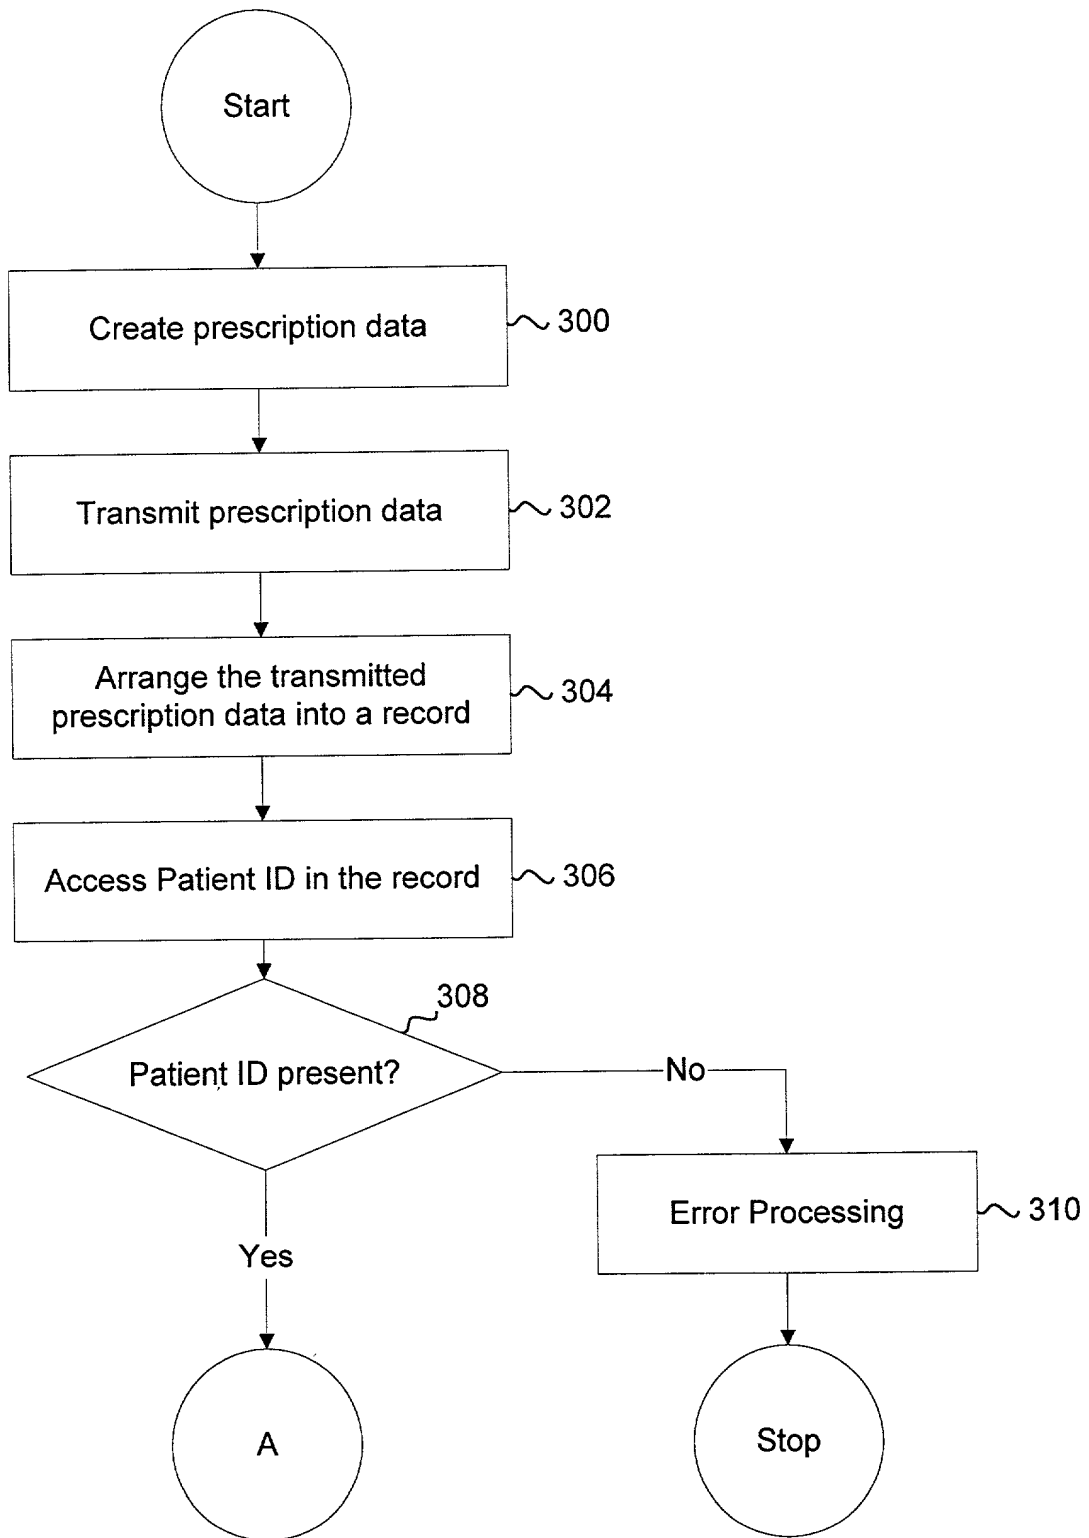 Start
Create prescription data
300
Transmit prescription data
302
Arrange the transmitted
prescription data into a record
304
Access Patient ID in the record
306
308
Patient ID present?
No
Error Processing
310
Yes
A
Stop